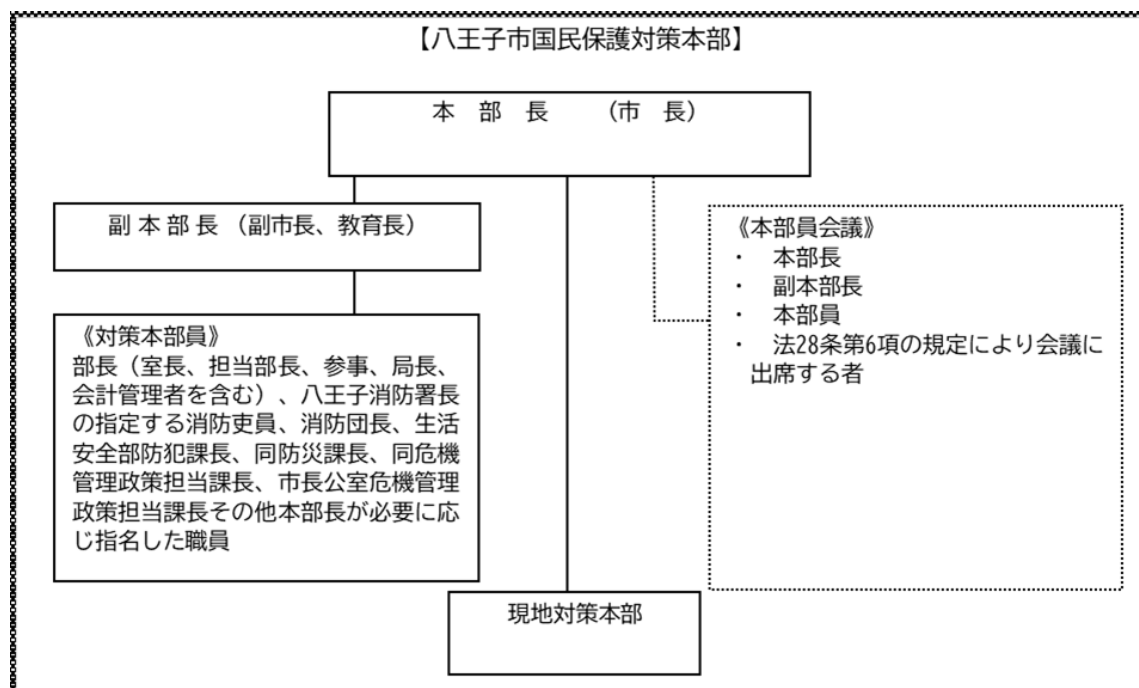 【八王子市国民保護対策本部】
本 部 長 （市 長）
副 本 部 長 （副市長、教育長）
《対策本部員》
部長（室長、担当部長、参事、局長、
会計管理者を含む）、八王子消防署長
の指定する消防吏員、消防団長、生活
安全部防犯課長、同防災課長、同危機
管理政策担当課長、市長公室危機管理
政策担当課長その他本部長が必要に応
じ指名した職員
《本部員会議》
・ 本部長
・ 副本部長
・ 本部員
・ 法28条第6項の規定により会議に
出席する者
現地対策本部